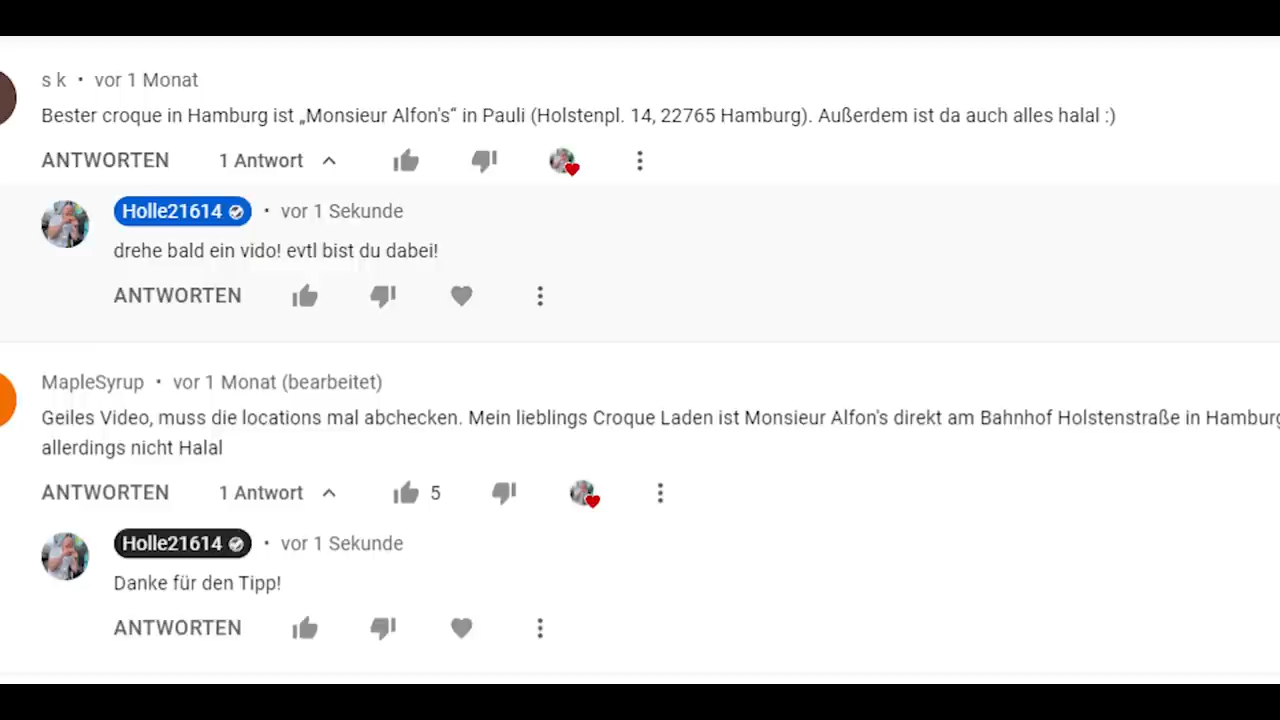 s k • vor 1 Monat
Bester croque in Hamburg ist „Monsieur Alfon's“ in Pauli (Holstenpl. 14, 22765 Hamburg). Außerdem ist da auch alles halal :)
ANTWORTEN 1 Antwort
Holle21614 • vor 1 Sekunde
drehe bald ein vido! evtl bist du dabei!
ANTWORTEN
MapleSyrup • vor 1 Monat (bearbeitet)
Geiles Video, muss die locations mal abchecken. Mein lieblings Croque Laden ist Monsieur Alfon's direkt am Bahnhof Holstenstraße in Hamburg
allerdings nicht Halal
ANTWORTEN 1 Antwort 5
Holle21614 • vor 1 Sekunde
Danke für den Tipp!
ANTWORTEN